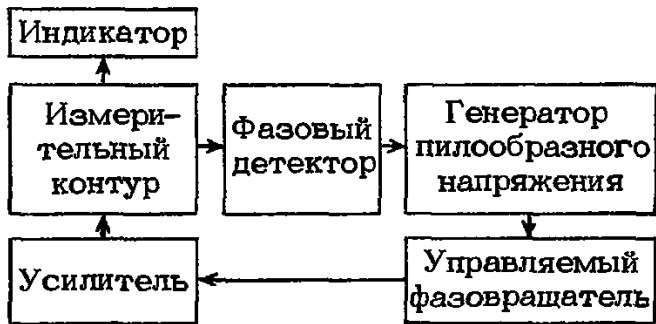 Индикатор
Измери-
тельный
контур
Фазовый
детектор
Генератор
пилообразного
напряжения
Усилитель
Управляемый
фазовращатель